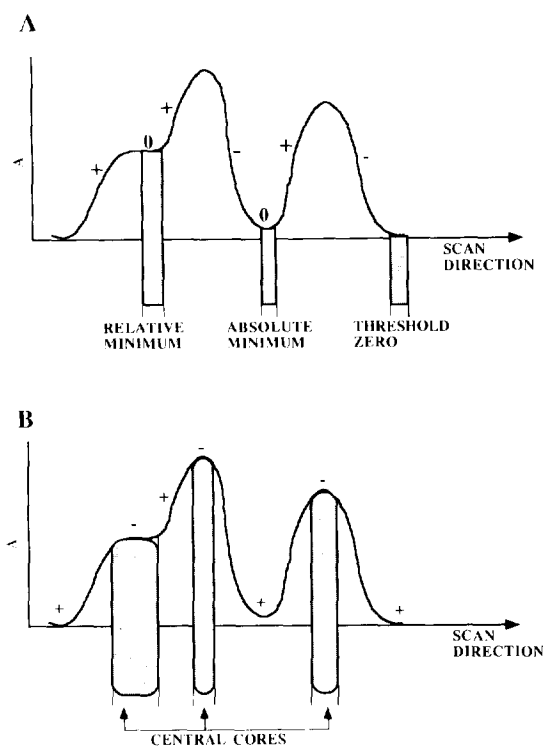 A
0
+
+
-
+
-
0
A
SCAN
DIRECTION
RELATIVE
MINIMUM
ABSOLUTE
MINIMUM
THRESHOLD
ZERO
B
-
-
-
+
A
+
+
+
SCAN
DIRECTION
CENTRAL CORES